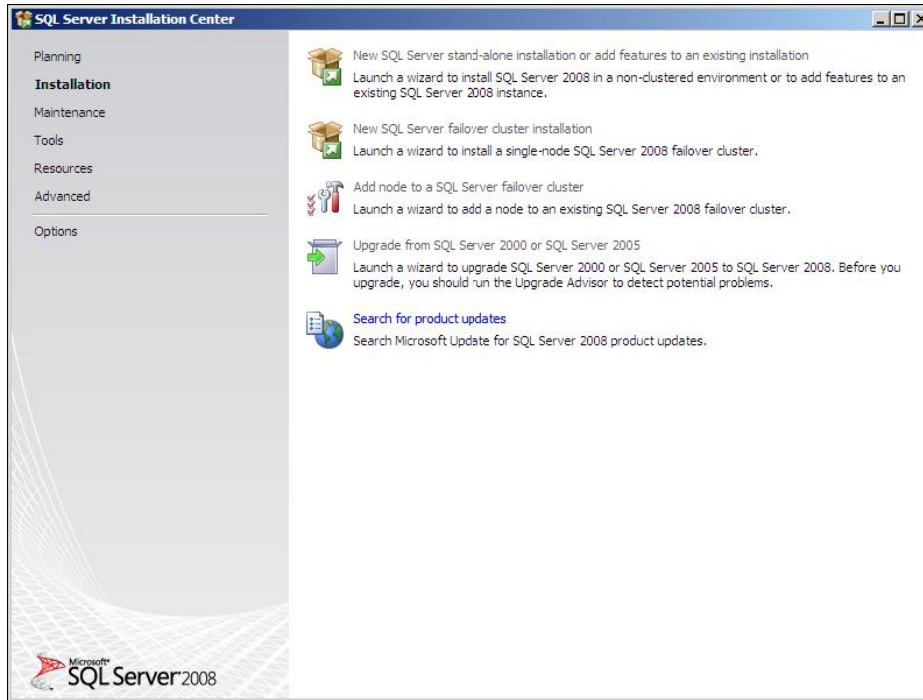 SQL Server Installation Center
Planning
Installation
Maintenance
Tools
Resources
Advanced
Options
New SQL Server stand-alone installation or add features to an existing installation
Launch a wizard to install SQL Server 2008 in a non-clustered environment or to add features to an
existing SQL Server 2008 instance.
New SQL Server failover cluster installation
Launch a wizard to install a single-node SQL Server 2008 failover cluster.
Add node to a SQL Server failover cluster
Launch a wizard to add a node to an existing SQL Server 2008 failover cluster.
Upgrade from SQL Server 2000 or SQL Server 2005
Launch a wizard to upgrade SQL Server 2000 or SQL Server 2005 to SQL Server 2008. Before you
upgrade, you should run the Upgrade Advisor to detect potential problems.
Search for product updates
Search Microsoft Update for SQL Server 2008 product updates.
Microsoft
SQL Server 2008